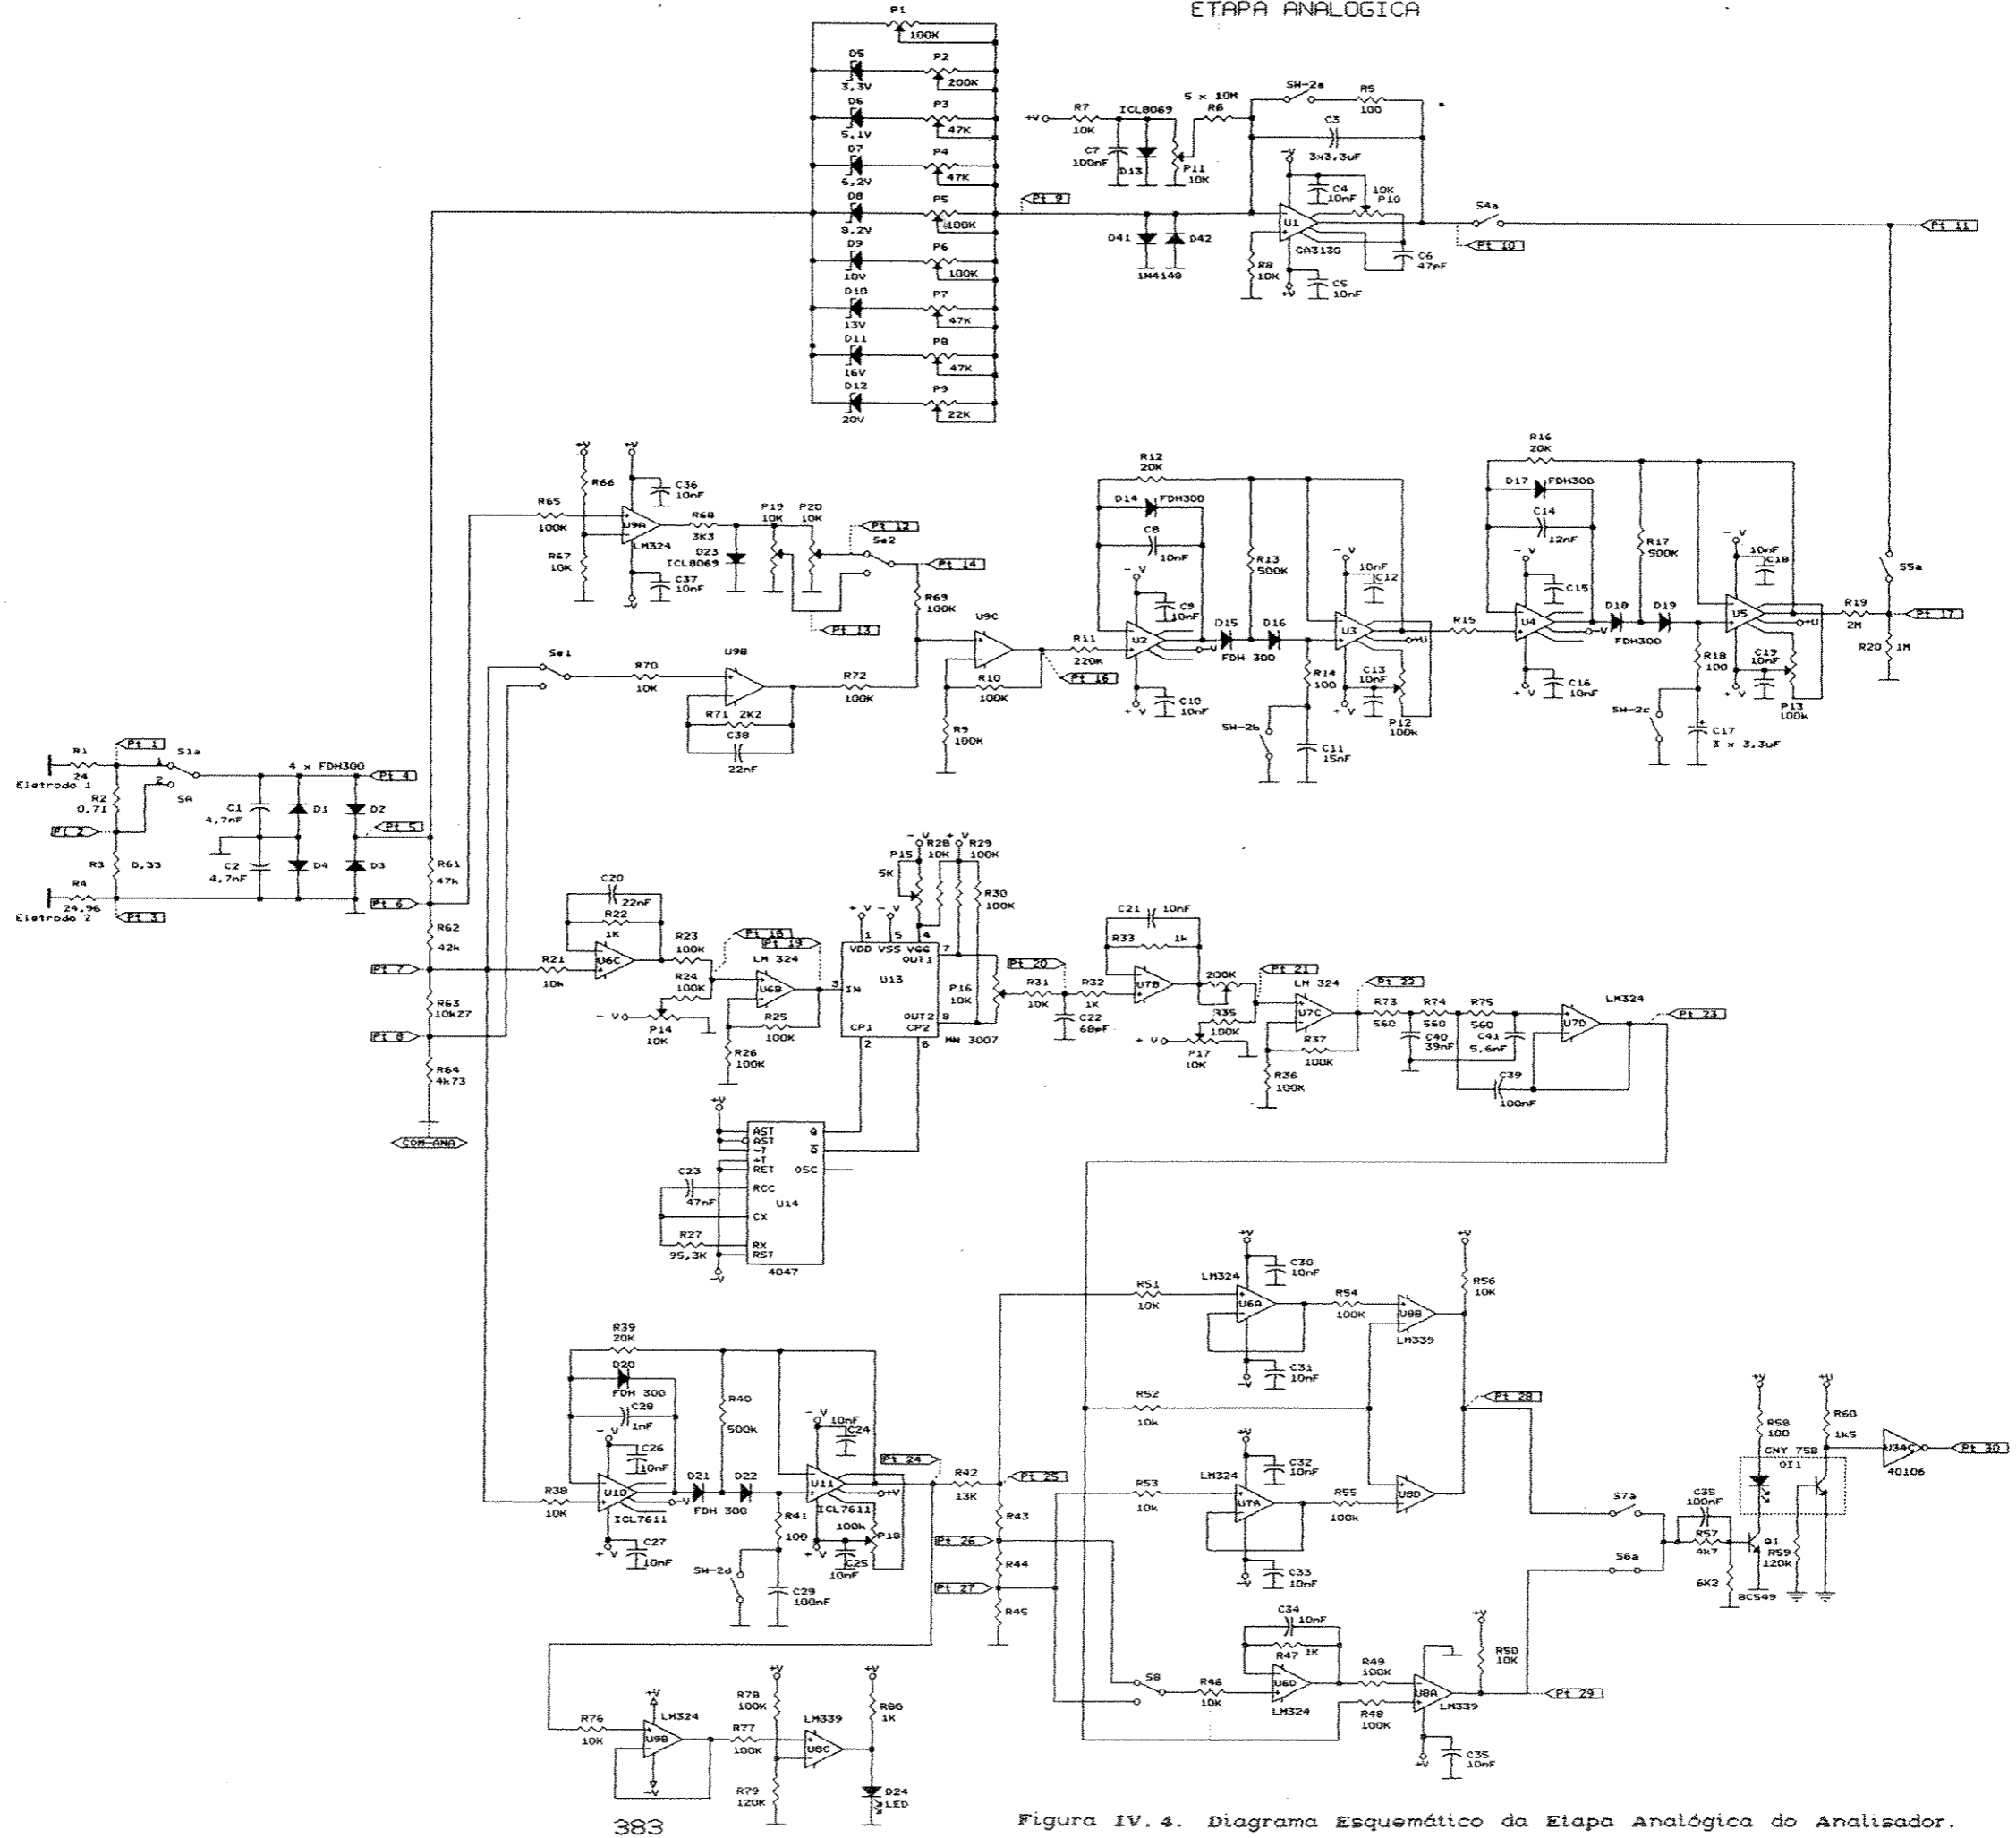 ETAPA ANALOGICA
P1
100K
D5
3,3V
P2
200K
D6
5,1V
P3
47K
D7
6,2V
P4
47K
D8
8,2V
P5
100K
D9
10V
P6
100K
D10
13V
P7
47K
D11
16V
P8
47K
D12
20V
P9
22K
+V
R7
10K
ICL8069
C7
100nF
D13
P11
10K
5 x 10M
R6
SW-2a
R5
100
C3
3x3,3uF
-V
C4
10nF
10K
P10
Pt 9
D41
D42
1N4148
U1
CA3130
R8
10K
C5
10nF
+V
C6
47pF
S4a
Pt 10
Pt 11
+V
+V
R66
C36
10nF
R65
100K
U9A
LM324
R67
10K
R68
3K3
D23
ICL8069
C37
10nF
-V
P19
10K
P20
10K
Pt 12
Se2
Pt 14
Pt 13
R69
100K
Se1
R70
10K
U9B
R71 2K2
C38
22nF
R72
100K
U9C
R10
100K
R9
100K
Pt 16
R11
220K
R12
20K
D14
FDH300
C8
10nF
- V
C9
10nF
U2
-V
C10
10nF
+ V
D15
D16
FDH 300
R13
500K
R14
100
SW-2b
C11
15nF
- V
10nF
C12
U3
+U
C13
10nF
+ V
P12
100k
R15
R16
20K
D17
FDH300
C14
12nF
- V
C15
U4
-V
C16
10nF
+ V
D18
D19
FDH300
R17
500K
R18
100
SW-2c
C17
3 x 3,3uF
- V
10nF
C18
U5
+U
C19
10nF
+ V
P13
100k
R19
2M
S5a
Pt 17
R20
1M
R1
24
Eletrodo 1
Pt 1
S1a
1
2
SA
R2
0,71
Pt 2
R3
0,33
R4
24,96
Eletrodo 2
Pt 3
4 x FDH300
Pt 4
C1
4,7nF
D1
D2
Pt 5
C2
4,7nF
D4
D3
R61
47k
Pt 6
R62
42k
Pt 7
R63
10k27
Pt 8
R64
4k73
COM-ANA
C20
22nF
R22
1K
R21
10k
U6C
R23
100K
R24
100K
Pt 18
Pt 19
LM 324
U6B
- V
P14
10K
R25
100K
R26
100K
- V
+ V
P15
5K
R28
10K
R29
100K
R30
100K
+ V
- V
1
5
4
VDD VSS VGG
OUT1
7
U13
3
IN
OUT2
8
CP1
CP2
2
6
MN 3007
P16
10K
Pt 20
R31
10K
R32
1K
C22
68pF
C21
10nF
R33
1k
U7B
200K
R35
100K
+ V
P17
10K
Pt 21
LM 324
U7C
R37
100K
R36
100K
Pt 22
R73
560
R74
560
R75
560
C40
39nF
C41
5,6nF
C39
100nF
LM324
U7D
Pt 23
+V
AST
AST
-T
+T
RET
RCC
CX
RX
RST
Q
Q
OSC
U14
4047
C23
47nF
R27
95,3K
-V
R39
20K
D20
FDH 300
C28
1nF
- V
C26
10nF
R38
10K
U10
ICL7611
-V
C27
10nF
+ V
D21
D22
FDH 300
R40
500k
R41
100
SW-2d
C29
100nF
- V
10nF
C24
U11
ICL7611
+V
100k
P18
C25
10nF
+ V
Pt 24
R42
13K
Pt 25
R43
Pt 26
R44
Pt 27
R45
R51
10K
LM324
+V
C30
10nF
U6A
C31
10nF
-V
R54
100K
U8B
LM339
+V
R56
10K
R52
10k
R53
10k
LM324
+V
C32
10nF
U7A
C33
10nF
-V
R55
100k
U8D
Pt 28
S8
R46
10K
C34
10nF
R47
1K
U6D
LM324
R49
100K
R48
100K
U8A
LM339
+V
R50
10K
C35
10nF
+V
Pt 29
S7a
S6a
C35
100nF
R57
4k7
6K2
Q1
BC549
+V
R58
100
CNY 75B
OI1
+U
R60
1k5
R59
120k
U34C
40106
Pt 30
R76
10K
+V
LM324
U9B
-V
+V
R78
100K
R77
100K
R79
120K
LM339
U8C
+V
R80
1K
D24
LED
383
Figura IV.4. Diagrama Esquemático da Etapa Analógica do Analisador.